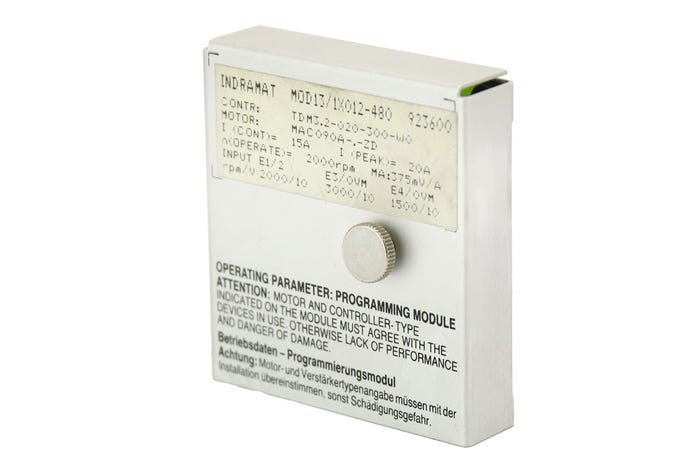 INDRAMAT MOD13/1X012-480 923600
CONTR: TDM3.2-020-300-W0
MOTOR: MAC090A-.-ZD
I (CONT)= 15A I (PEAK)= 20A
n(OPERATE)= 2000rpm MA:375mV/A
INPUT E1/2 E3/0VM E4/0VM
rpm/V 2000/10 3000/10 1500/10
OPERATING PARAMETER: PROGRAMMING MODULE
ATTENTION: MOTOR AND CONTROLLER-TYPE
INDICATED ON THE MODULE MUST AGREE WITH THE
DEVICES IN USE. OTHERWISE LACK OF PERFORMANCE
AND DANGER OF DAMAGE.
Betriebsdaten – Programmierungsmodul
Achtung: Motor- und Verstärkertypenangabe müssen mit der
Installation übereinstimmen, sonst Schädigungsgefahr.